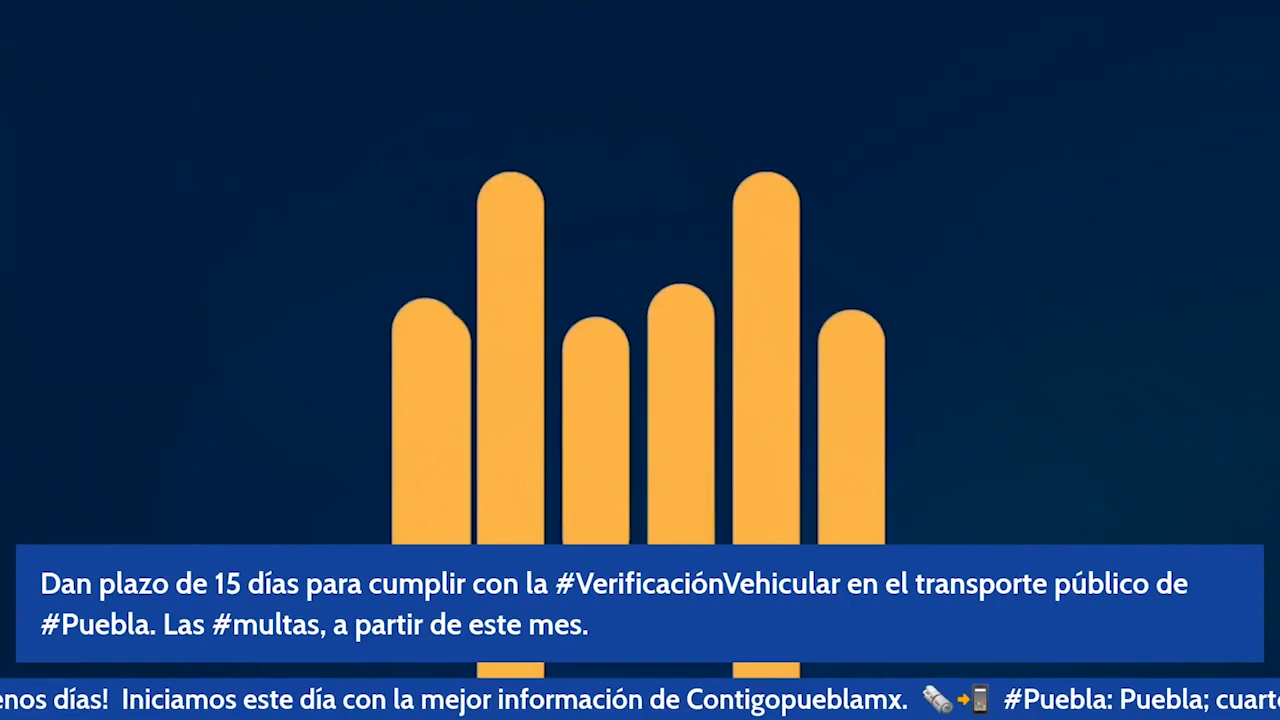 Dan plazo de 15 días para cumplir con la #VerificaciónVehicular en el transporte público de
#Puebla. Las #multas, a partir de este mes.
enos días! Iniciamos este día con la mejor información de Contigopueblamx. 🗞️➜📲 #Puebla: Puebla; cuart